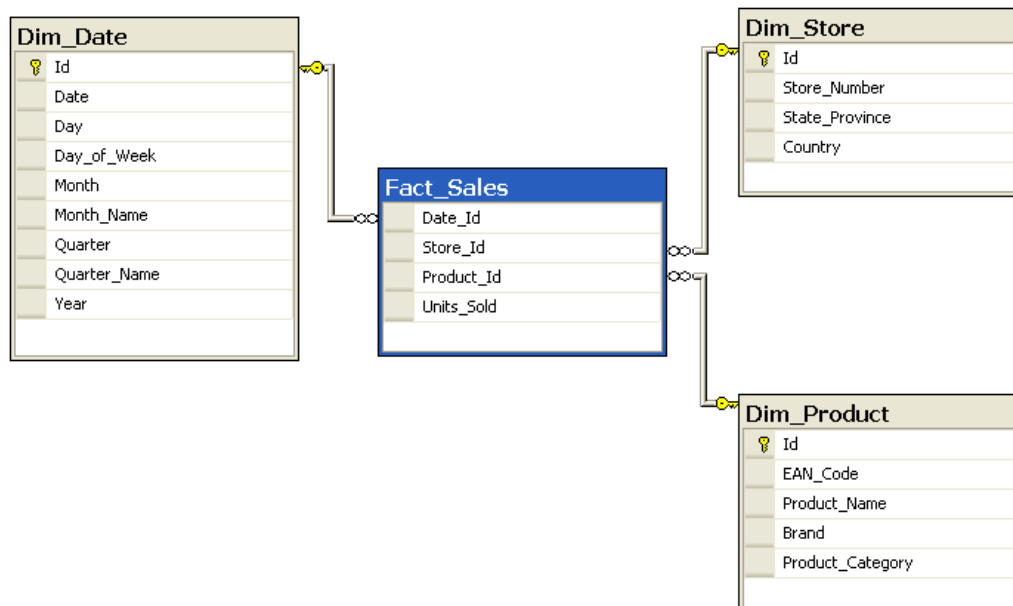 Dim_Date
Id
Date
Day
Day_of_Week
Month
Month_Name
Quarter
Quarter_Name
Year
Fact_Sales
Date_Id
Store_Id
Product_Id
Units_Sold
Dim_Store
Id
Store_Number
State_Province
Country
Dim_Product
Id
EAN_Code
Product_Name
Brand
Product_Category